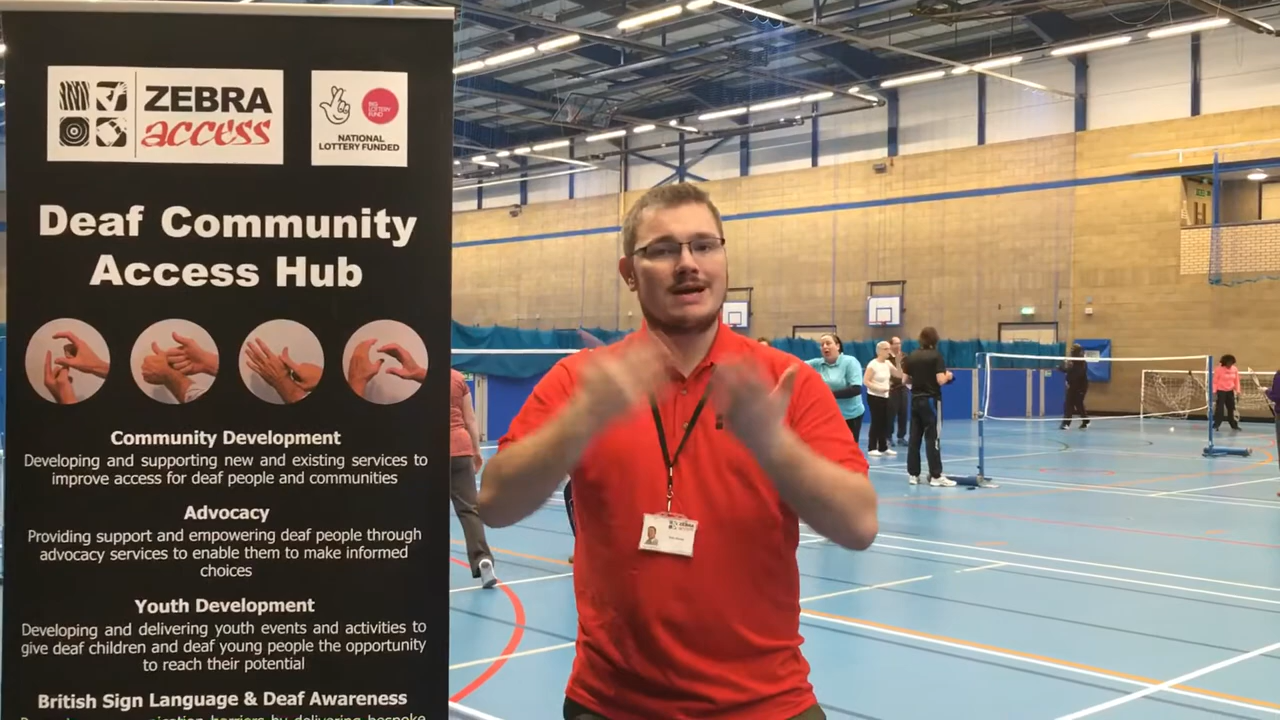 ZEBRA
access
BIG
LOTTERY
FUND
NATIONAL
LOTTERY FUNDED
Deaf Community
Access Hub
Community Development
Developing and supporting new and existing services to
improve access for deaf people and communities
Advocacy
Providing support and empowering deaf people through
advocacy services to enable them to make informed
choices
Youth Development
Developing and delivering youth events and activities to
give deaf children and deaf young people the opportunity
to reach their potential
British Sign Language & Deaf Awareness